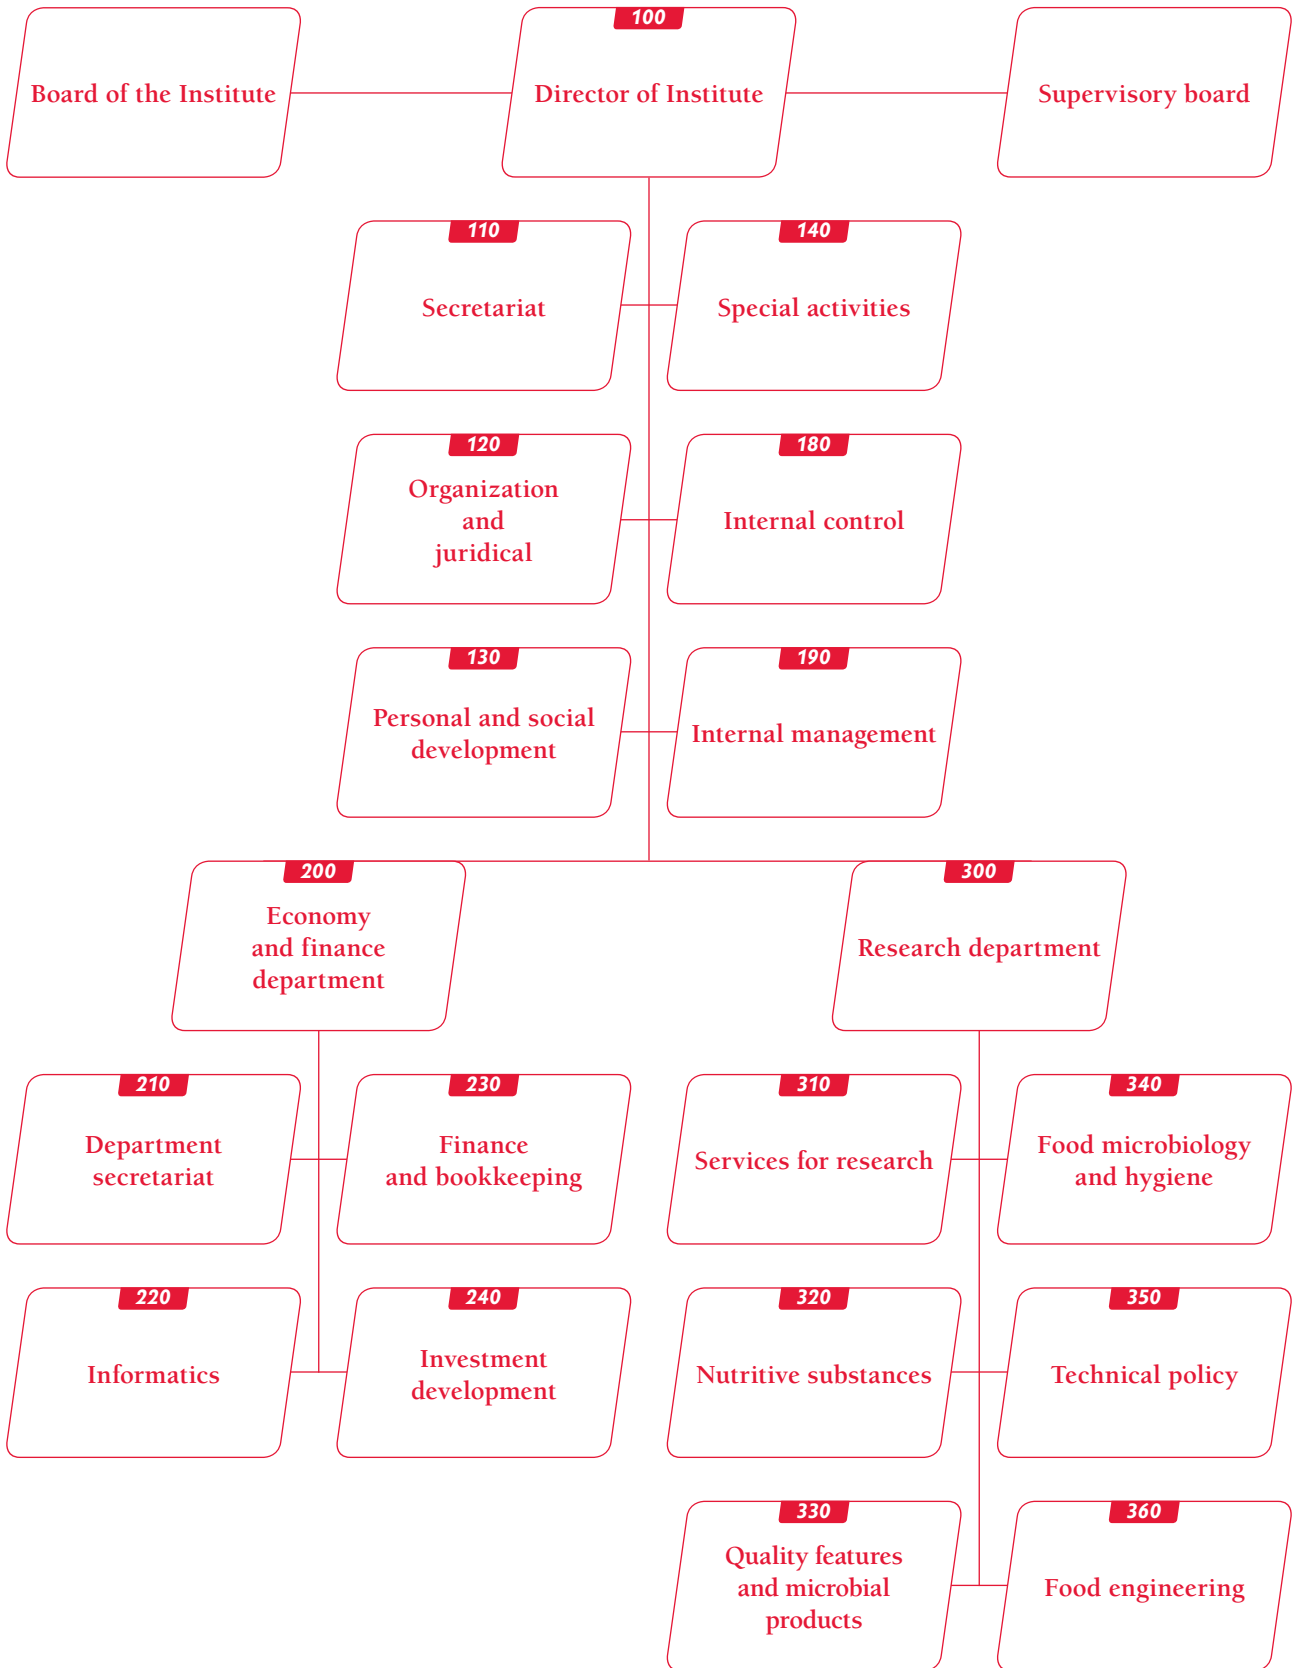 100
Board of the Institute
Director of Institute
Supervisory board
110
Secretariat
140
Special activities
120
Organization
and
juridical
180
Internal control
130
Personal and social
development
190
Internal management
200
Economy
and finance
department
300
Research department
210
Department
secretariat
230
Finance
and bookkeeping
310
Services for research
340
Food microbiology
and hygiene
220
Informatics
240
Investment
development
320
Nutritive substances
350
Technical policy
330
Quality features
and microbial
products
360
Food engineering